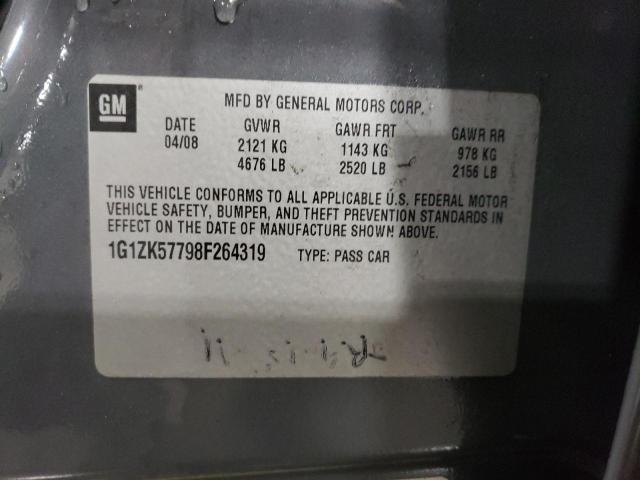 GM
MFD BY GENERAL MOTORS CORP.
DATE GVWR GAWR FRT GAWR RR
04/08 2121 KG 1143 KG 978 KG
4676 LB 2520 LB 2156 LB
THIS VEHICLE CONFORMS TO ALL APPLICABLE U.S. FEDERAL MOTOR
VEHICLE SAFETY, BUMPER, AND THEFT PREVENTION STANDARDS IN
EFFECT ON THE DATE OF MANUFACTURE SHOWN ABOVE.
1G1ZK57798F264319 TYPE: PASS CAR